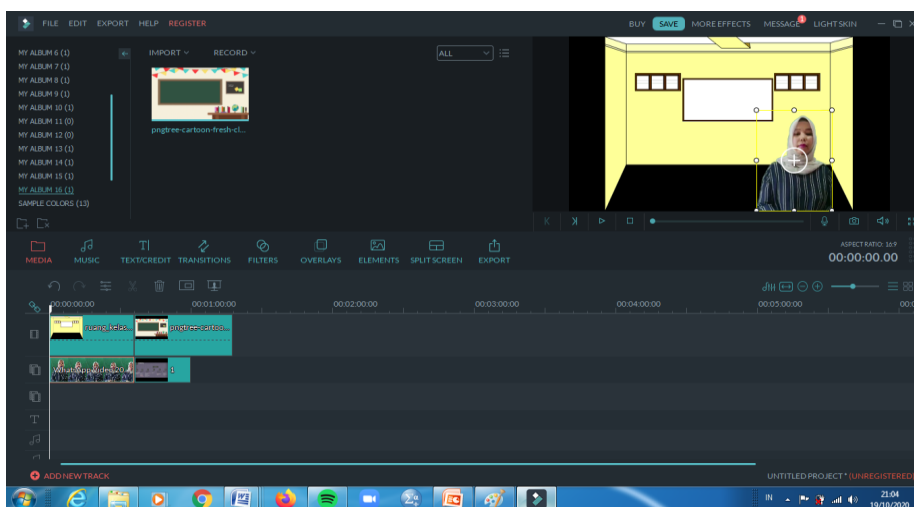 FILE EDIT EXPORT HELP REGISTER
BUY SAVE MORE EFFECTS MESSAGE 1 LIGHT SKIN
MY ALBUM 6 (1)
MY ALBUM 7 (1)
MY ALBUM 8 (1)
MY ALBUM 9 (1)
MY ALBUM 10 (1)
MY ALBUM 11 (0)
MY ALBUM 12 (0)
MY ALBUM 13 (1)
MY ALBUM 14 (1)
MY ALBUM 15 (1)
MY ALBUM 16 (1)
SAMPLE COLORS (13)
IMPORT RECORD ALL
pngtree-cartoon-fresh-cl...
MEDIA MUSIC TEXT/CREDIT TRANSITIONS FILTERS OVERLAYS ELEMENTS SPLIT SCREEN EXPORT
ASPECT RATIO: 16:9
00:00:00.00
00:00:00:00 00:01:00:00 00:02:00:00 00:03:00:00 00:04:00:00 00:05:00:00 00:
ruang kelas... pngtree-cartoo...
WhatsApp Video 20
ADD NEW TRACK
UNTITLED PROJECT * (UNREGISTERED)
IN
21:04
19/10/2020